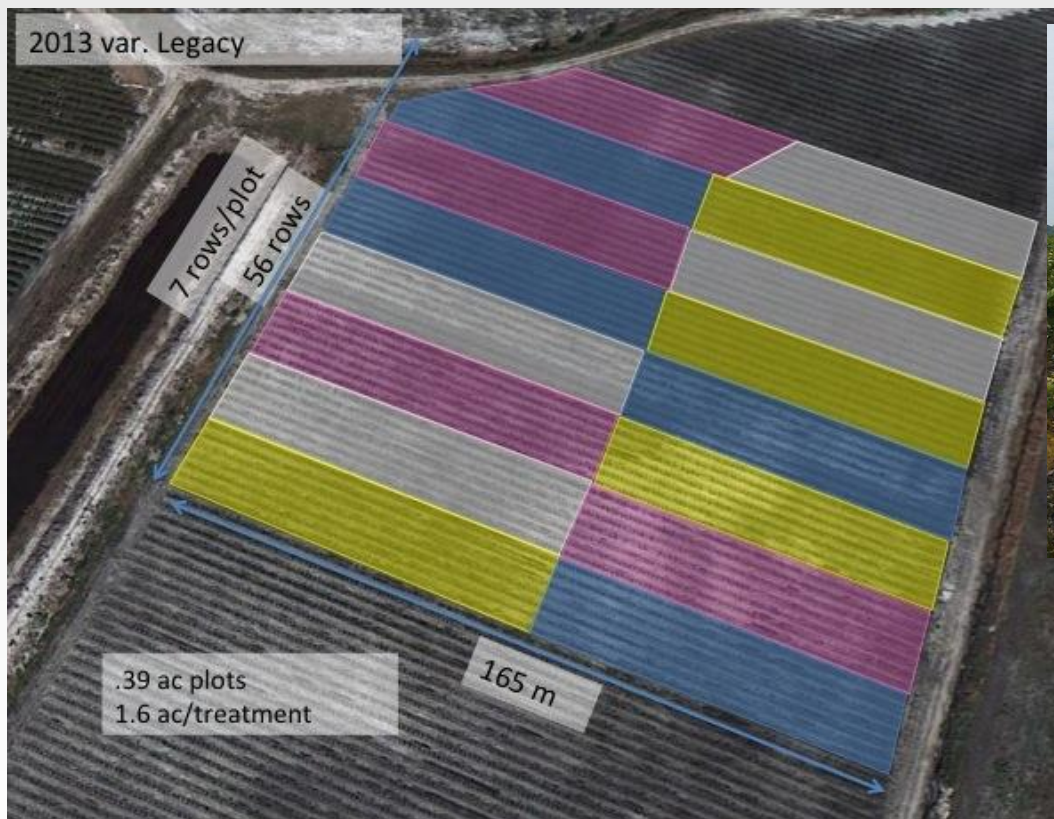 2013 var. Legacy
7 rows/plot
56 rows
165 m
.39 ac plots
1.6 ac/treatment